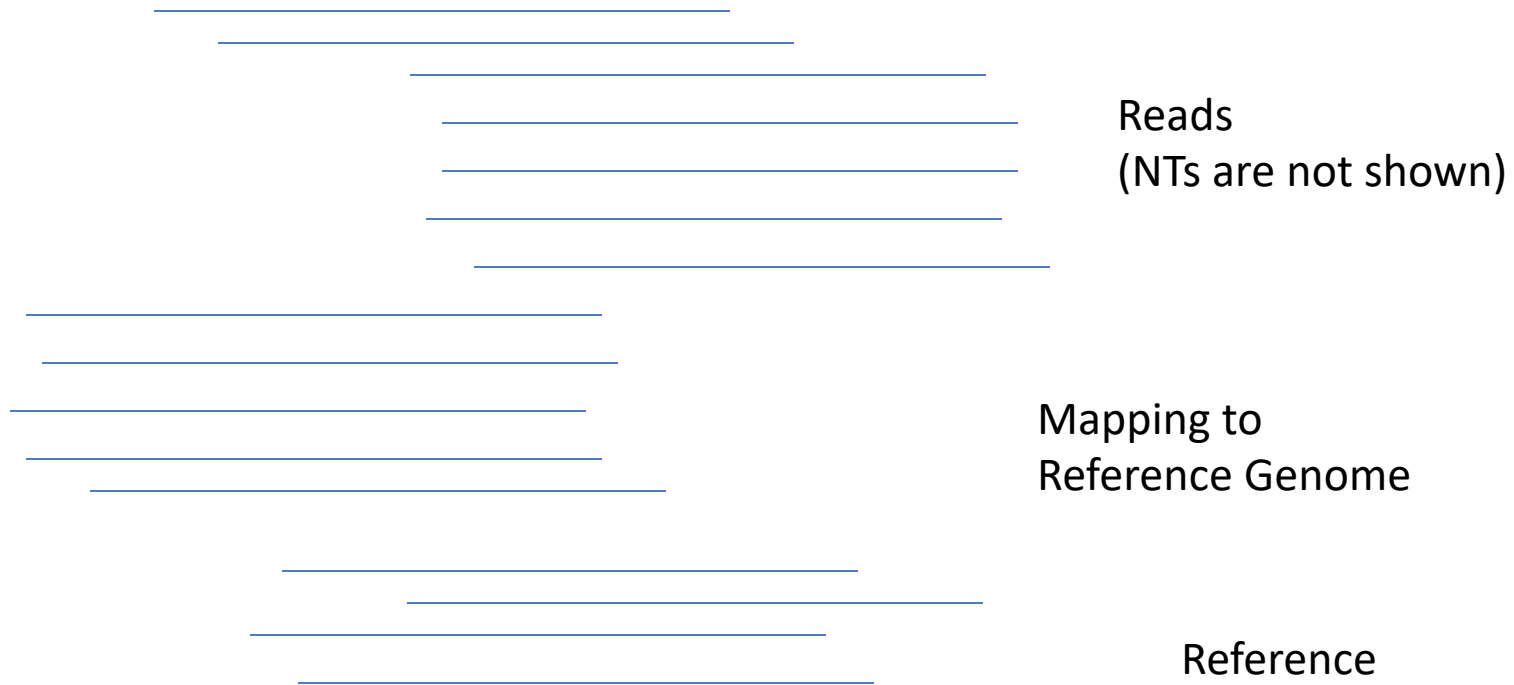 Reads
(NTs are not shown)
Mapping to
Reference Genome
Reference